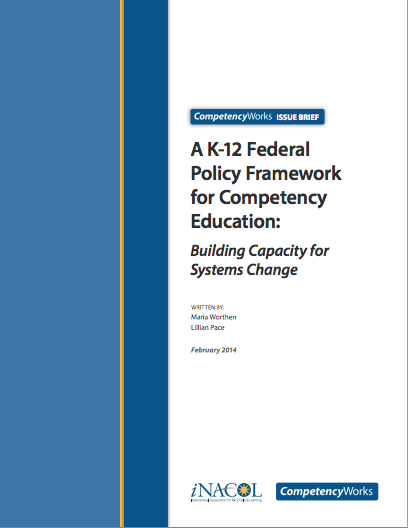 CompetencyWorks ISSUE BRIEF
A K-12 Federal
Policy Framework
for Competency
Education:
Building Capacity for
Systems Change
WRITTEN BY:
Maria Worthen
Lillian Pace
February 2014
iNACOL
CompetencyWorks